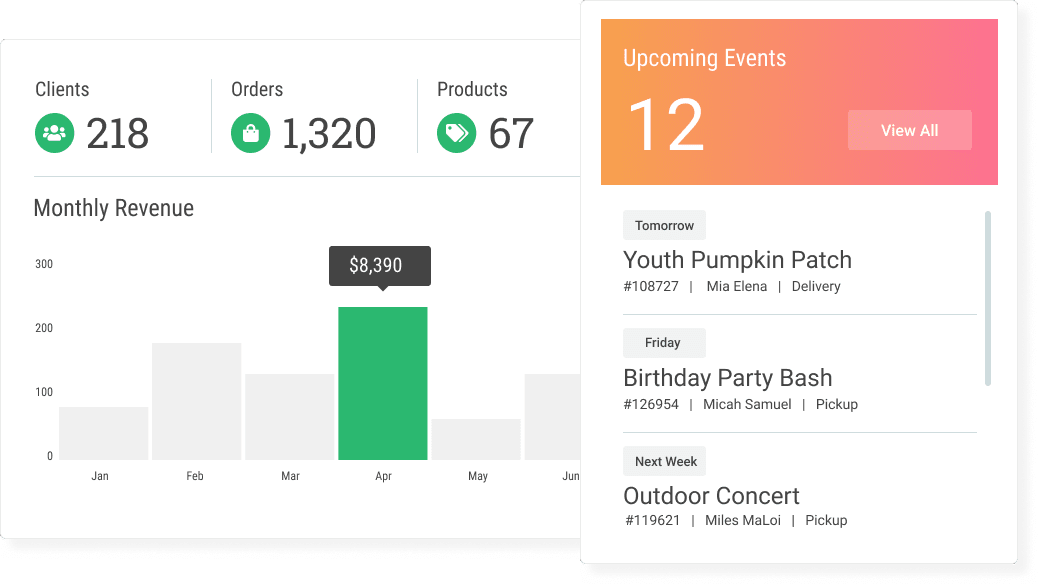 Clients
218
Orders
1,320
Products
67
Monthly Revenue
$8,390
300
200
100
0
Jan Feb Mar Apr May Jun
Upcoming Events
12
View All
Tomorrow
Youth Pumpkin Patch
#108727 | Mia Elena | Delivery
Friday
Birthday Party Bash
#126954 | Micah Samuel | Pickup
Next Week
Outdoor Concert
#119621 | Miles MaLoi | Pickup